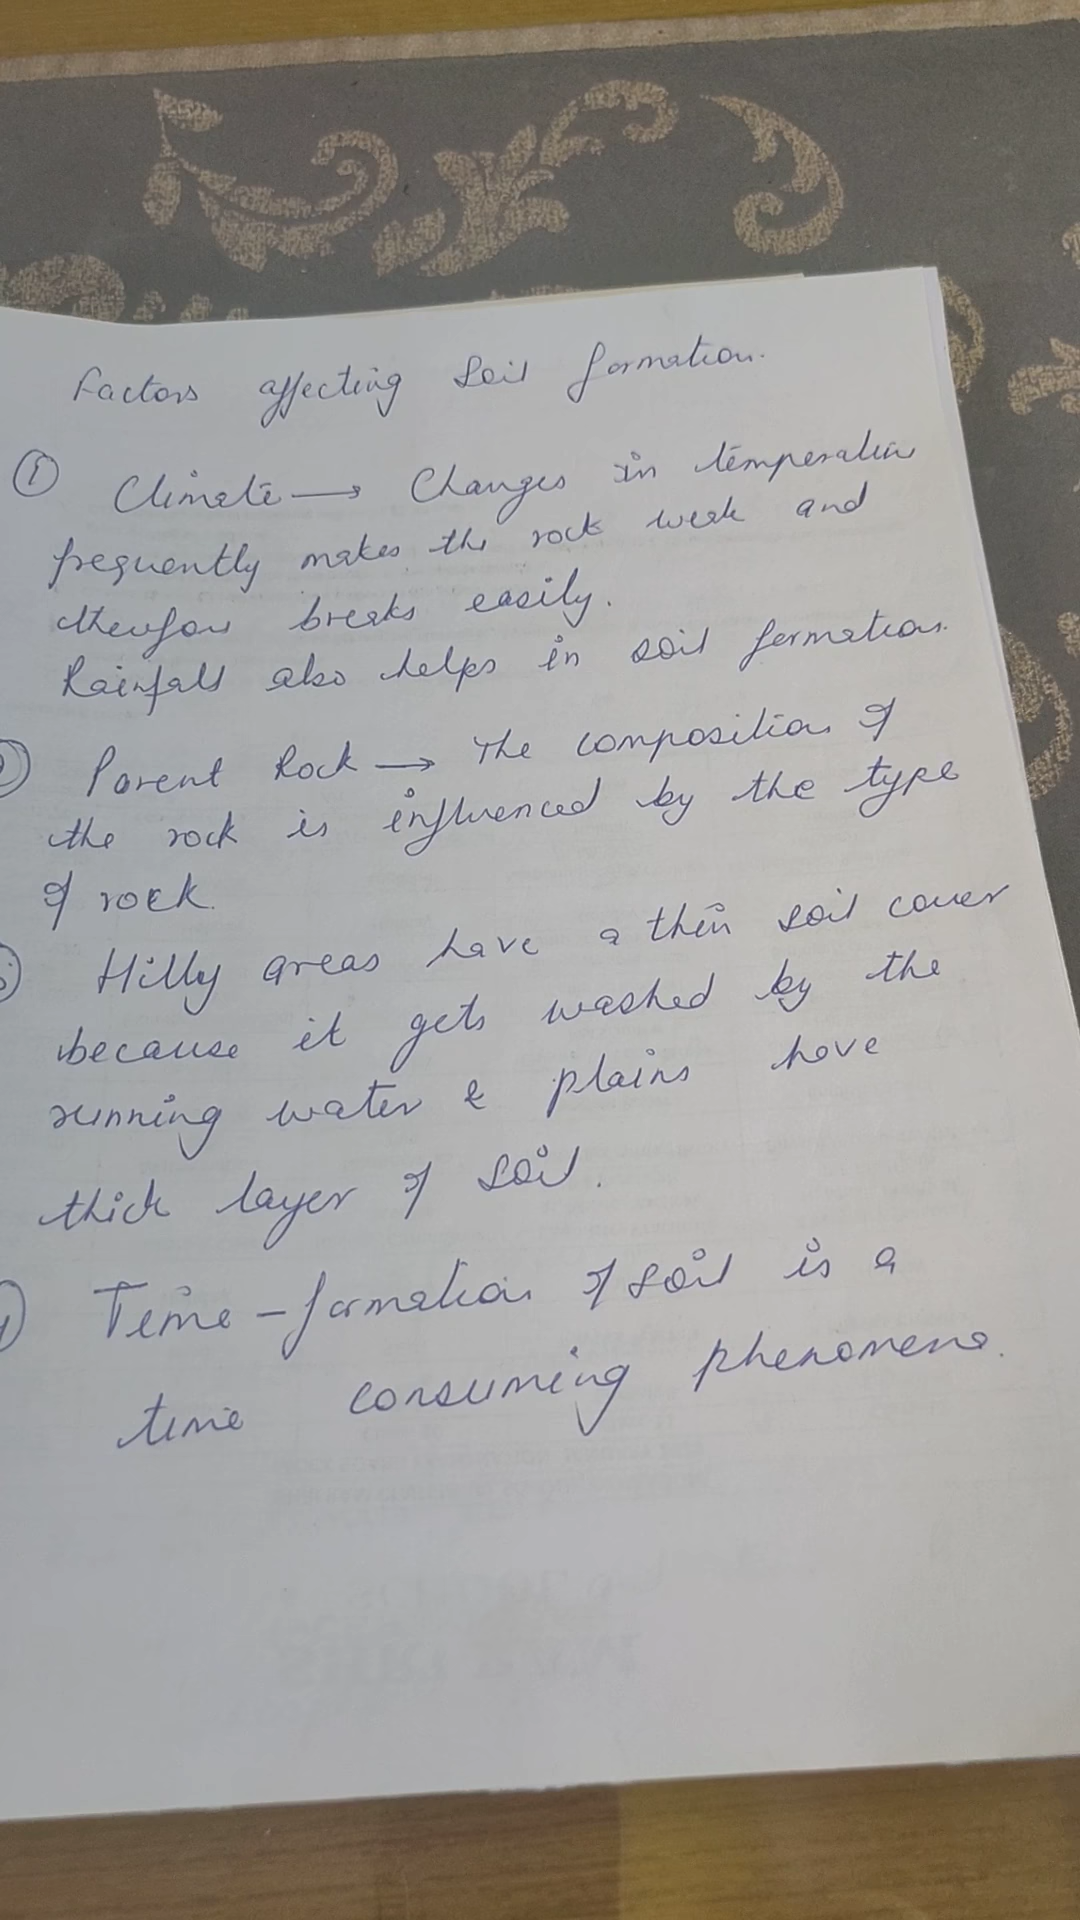 Factors affecting Soil formation.
① Climate → Changes in temperature
frequently makes the rock weak and
therefore breaks easily.
Rainfall also helps in soil formation.
Parent Rock → The composition of
the rock is influenced by the type
of rock.
Hilly areas have a thin soil cover
because it gets washed by the
running water & plains have
thick layer of soil.
Time - formation of soil is a
time consuming phenomena.